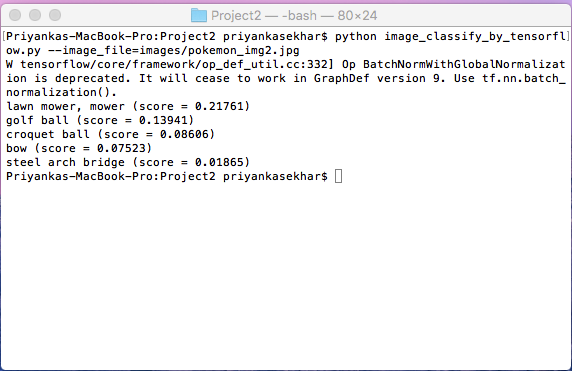 Project2 — -bash — 80×24
[Priyankas-MacBook-Pro:Project2 priyankasekhar$ python image_classify_by_tensorfl]
ow.py --image_file=images/pokemon_img2.jpg
W tensorflow/core/framework/op_def_util.cc:332] Op BatchNormWithGlobalNormalizat
ion is deprecated. It will cease to work in GraphDef version 9. Use tf.nn.batch_
normalization().
lawn mower, mower (score = 0.21761)
golf ball (score = 0.13941)
croquet ball (score = 0.08606)
bow (score = 0.07523)
steel arch bridge (score = 0.01865)
Priyankas-MacBook-Pro:Project2 priyankasekhar$